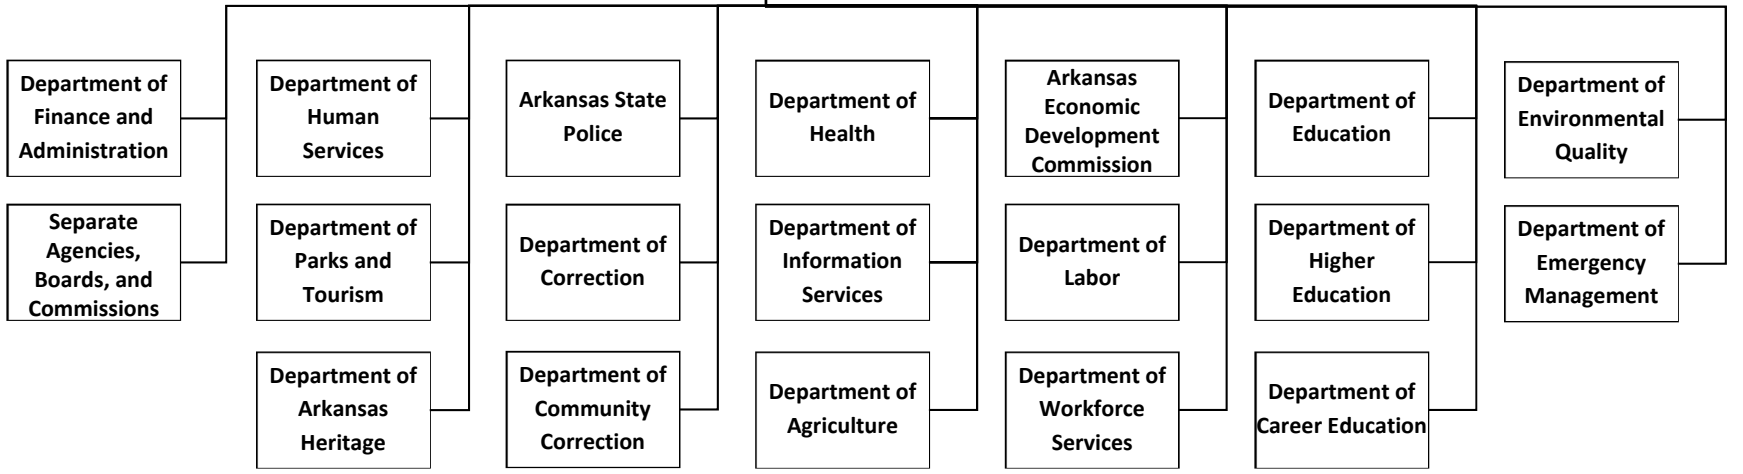 Department of
Finance and
Administration
Department of
Human
Services
Arkansas State
Police
Department of
Health
Arkansas
Economic
Development
Commission
Department of
Education
Department of
Environmental
Quality
Separate
Agencies,
Boards, and
Commissions
Department of
Parks and
Tourism
Department of
Correction
Department of
Information
Services
Department of
Labor
Department of
Higher
Education
Department of
Emergency
Management
Department of
Arkansas
Heritage
Department of
Community
Correction
Department of
Agriculture
Department of
Workforce
Services
Department of
Career Education